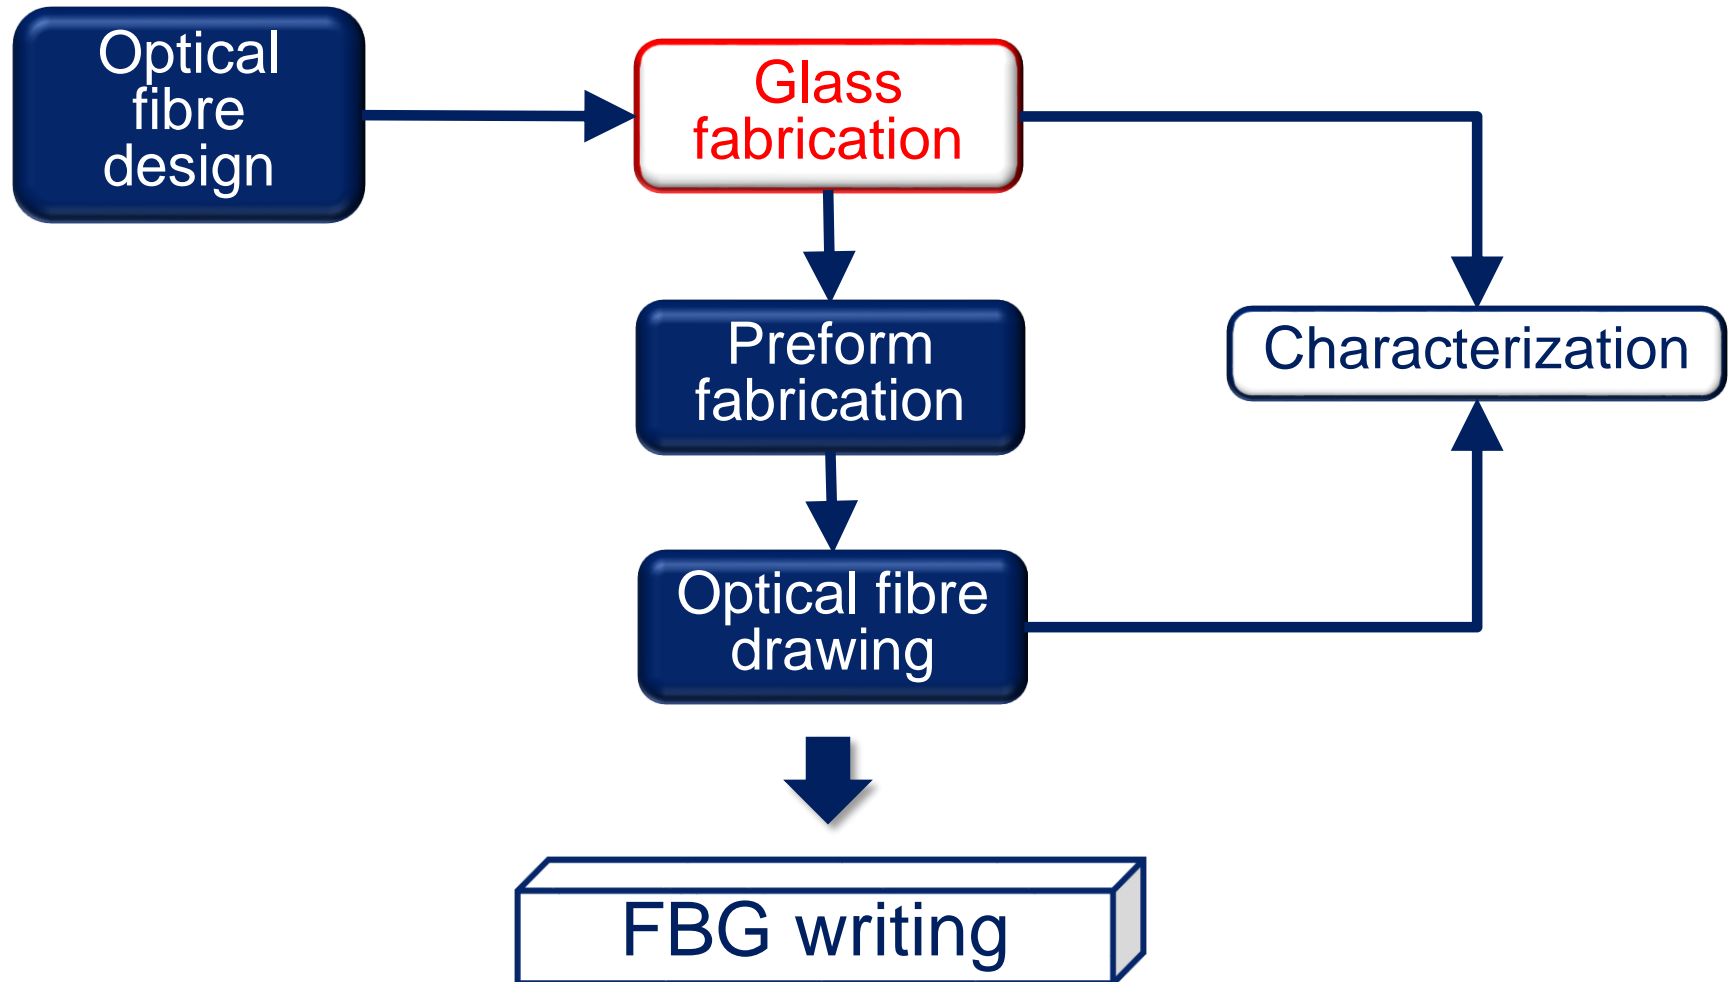 Optical
fibre
design
Glass
fabrication
Preform
fabrication
Characterization
Optical fibre
drawing
FBG writing